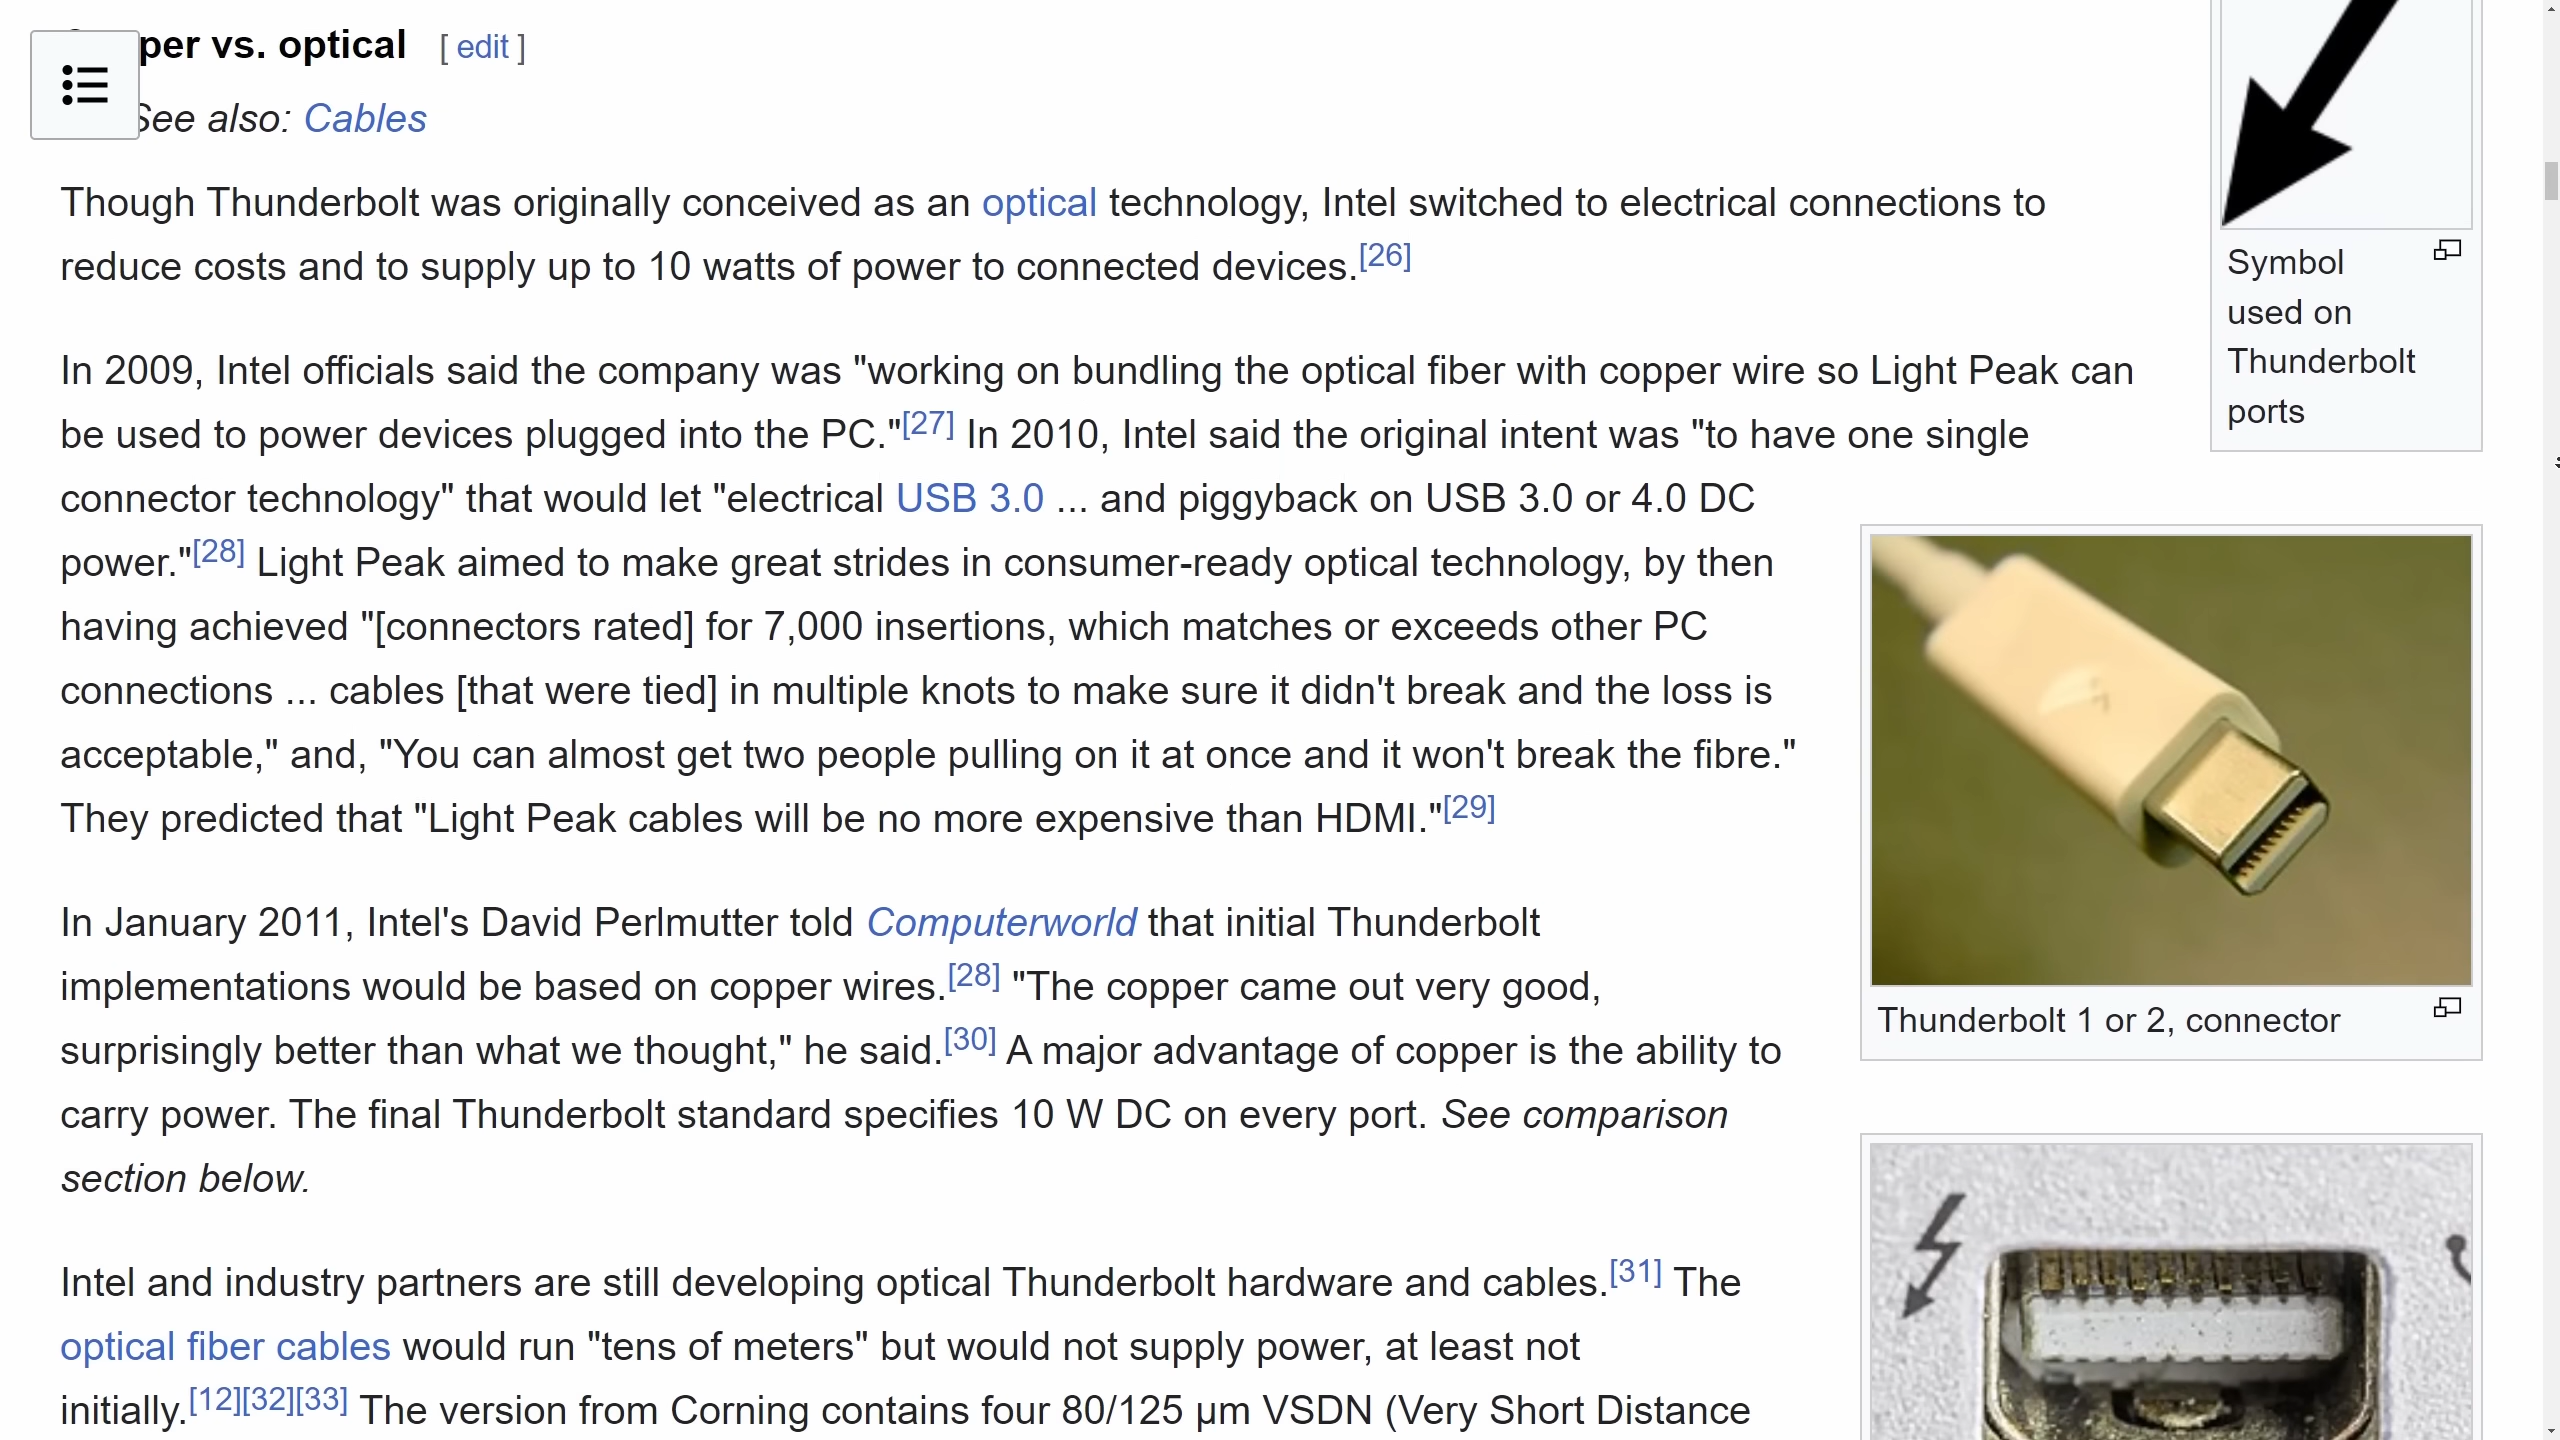 per vs. optical [ edit ]
See also: Cables
Though Thunderbolt was originally conceived as an optical technology, Intel switched to electrical connections to
reduce costs and to supply up to 10 watts of power to connected devices.[26]
In 2009, Intel officials said the company was "working on bundling the optical fiber with copper wire so Light Peak can
be used to power devices plugged into the PC."[27] In 2010, Intel said the original intent was "to have one single
connector technology" that would let "electrical USB 3.0 ... and piggyback on USB 3.0 or 4.0 DC
power."[28] Light Peak aimed to make great strides in consumer-ready optical technology, by then
having achieved "[connectors rated] for 7,000 insertions, which matches or exceeds other PC
connections ... cables [that were tied] in multiple knots to make sure it didn't break and the loss is
acceptable," and, "You can almost get two people pulling on it at once and it won't break the fibre."
They predicted that "Light Peak cables will be no more expensive than HDMI."[29]
In January 2011, Intel's David Perlmutter told Computerworld that initial Thunderbolt
implementations would be based on copper wires.[28] "The copper came out very good,
surprisingly better than what we thought," he said.[30] A major advantage of copper is the ability to
carry power. The final Thunderbolt standard specifies 10 W DC on every port. See comparison
section below.
Intel and industry partners are still developing optical Thunderbolt hardware and cables.[31] The
optical fiber cables would run "tens of meters" but would not supply power, at least not
initially.[12][32][33] The version from Corning contains four 80/125 μm VSDN (Very Short Distance
Symbol
used on
Thunderbolt
ports
Thunderbolt 1 or 2, connector